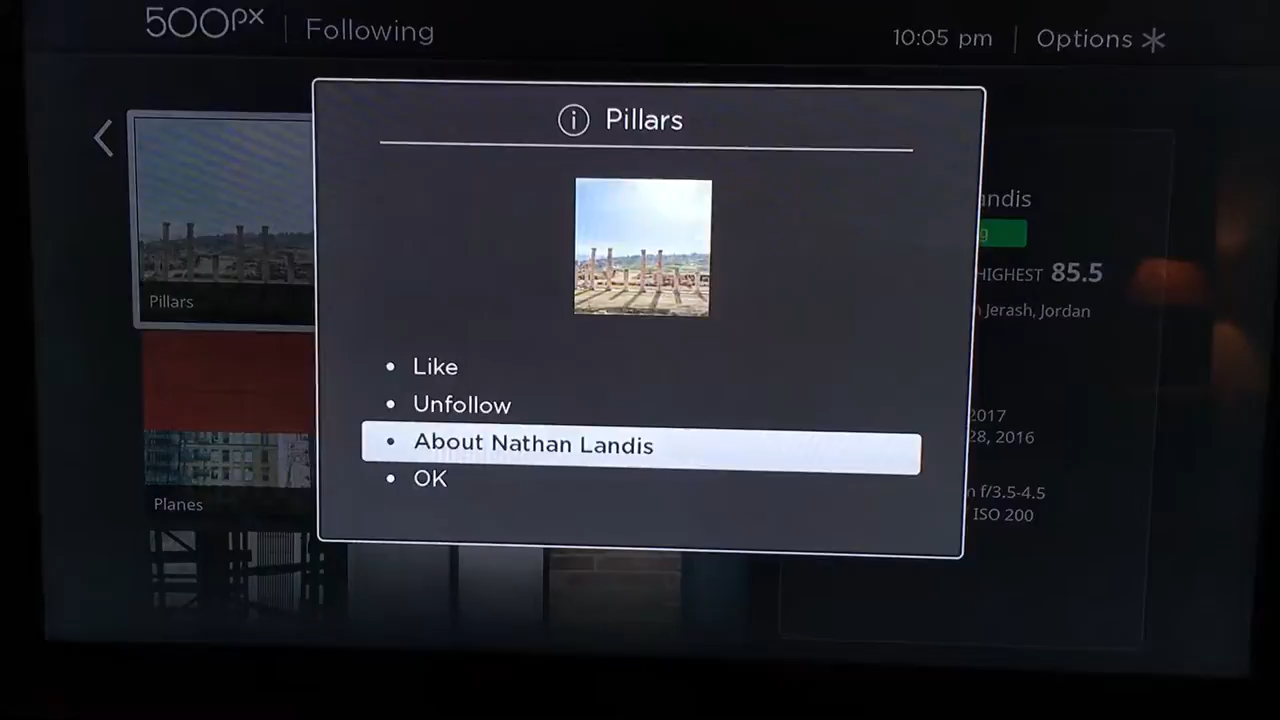 500px | Following
10:05 pm | Options
Pillars
Like
Unfollow
About Nathan Landis
OK
Pillars
Planes
HIGHEST 85.5
Jerash, Jordan
2017
28, 2016
f/3.5-4.5
ISO 200